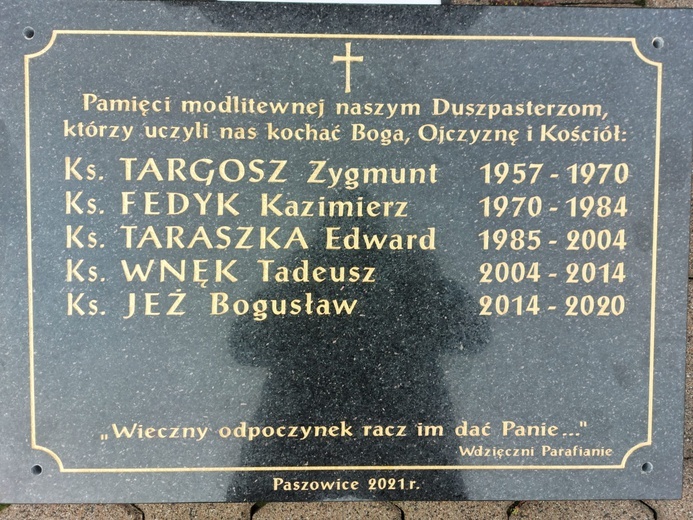 Pamięci modlitewnej naszym Duszpasterzom,
którzy uczyli nas kochać Boga, Ojczyznę i Kościół:
Ks. TARGOSZ Zygmunt 1957 - 1970
Ks. FEDYK Kazimierz 1970 - 1984
Ks. TARASZKA Edward 1985 - 2004
Ks. WNĘK Tadeusz 2004 - 2014
Ks. JEŻ Bogusław 2014 - 2020
„Wieczny odpoczynek racz im dać Panie..."
Wdzięczni Parafianie
Paszowice 2021 r.